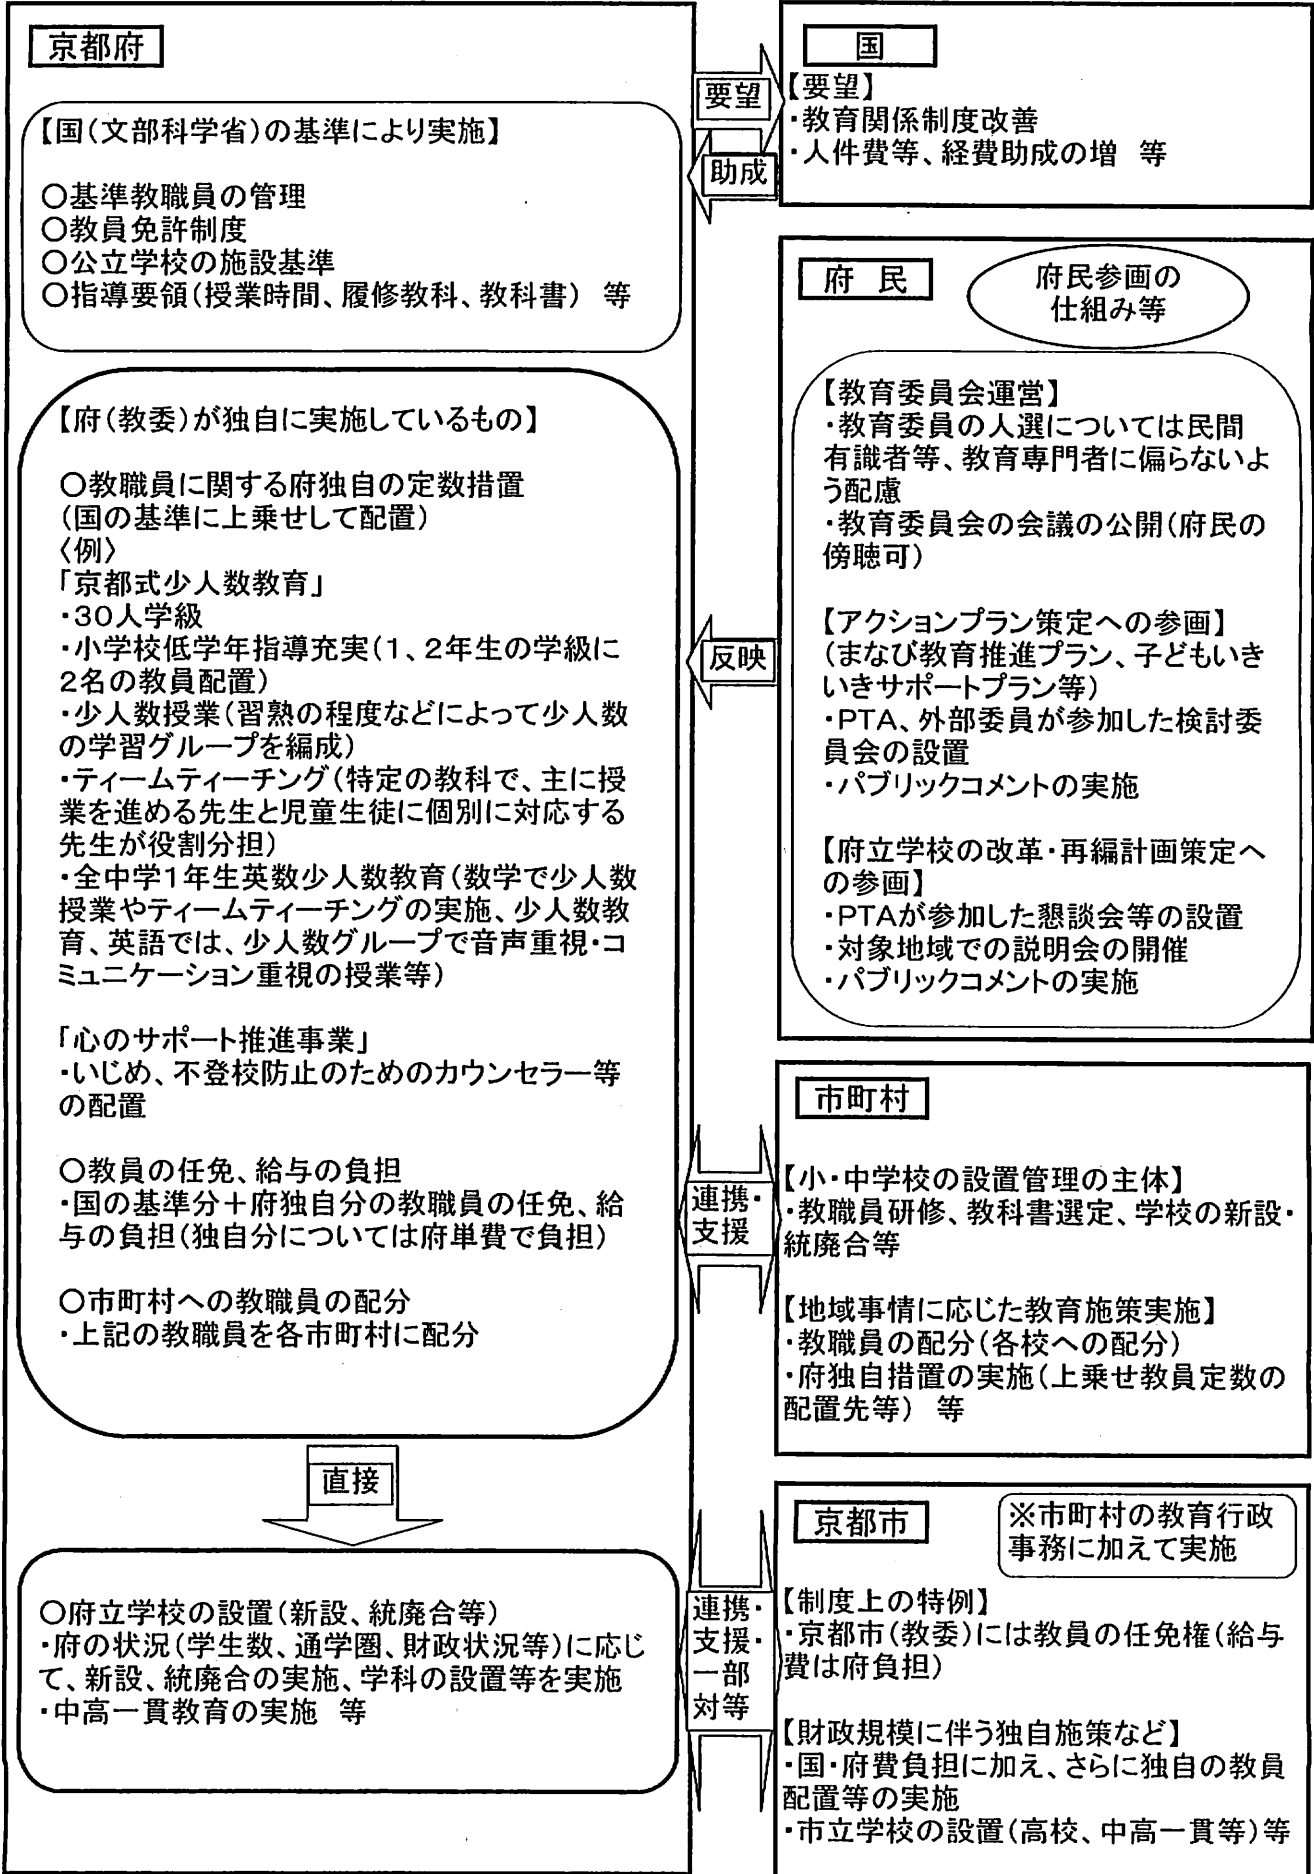 京都府
【国(文部科学省)の基準により実施】
○基準教職員の管理
○教員免許制度
○公立学校の施設基準
○指導要領(授業時間、履修教科、教科書) 等
【府(教委)が独自に実施しているもの】
○教職員に関する府独自の定数措置
(国の基準に上乗せして配置)
〈例〉
「京都式少人数教育」
・30人学級
・小学校低学年指導充実(1、2年生の学級に
2名の教員配置)
・少人数授業(習熟の程度などによって少人数
の学習グループを編成)
・ティームティーチング(特定の教科で、主に授
業を進める先生と児童生徒に個別に対応する
先生が役割分担)
・全中学1年生英数少人数教育(数学で少人数
授業やティームティーチングの実施、少人数教
育、英語では、少人数グループで音声重視・コ
ミュニケーション重視の授業等)
「心のサポート推進事業」
・いじめ、不登校防止のためのカウンセラー等
の配置
○教員の任免、給与の負担
・国の基準分+府独自分の教職員の任免、給
与の負担(独自分については府単費で負担)
○市町村への教職員の配分
・上記の教職員を各市町村に配分
直接
○府立学校の設置(新設、統廃合等)
・府の状況(学生数、通学圏、財政状況等)に応じ
て、新設、統廃合の実施、学科の設置等を実施
・中高一貫教育の実施 等
要望
助成
反映
連携・
支援
連携・
支援・
一部
対等
国
【要望】
・教育関係制度改善
・人件費等、経費助成の増 等
府 民
府民参画の
仕組み等
【教育委員会運営】
・教育委員の人選については民間
有識者等、教育専門者に偏らないよ
う配慮
・教育委員会の会議の公開(府民の
傍聴可)
【アクションプラン策定への参画】
(まなび教育推進プラン、子どもいき
いきサポートプラン等)
・PTA、外部委員が参加した検討委
員会の設置
・パブリックコメントの実施
【府立学校の改革・再編計画策定へ
の参画】
・PTAが参加した懇談会等の設置
・対象地域での説明会の開催
・パブリックコメントの実施
市町村
【小・中学校の設置管理の主体】
・教職員研修、教科書選定、学校の新設・
統廃合等
【地域事情に応じた教育施策実施】
・教職員の配分(各校への配分)
・府独自措置の実施(上乗せ教員定数の
配置先等) 等
京都市
※市町村の教育行政
事務に加えて実施
【制度上の特例】
・京都市(教委)には教員の任免権(給与
費は府負担)
【財政規模に伴う独自施策など】
・国・府費負担に加え、さらに独自の教員
配置等の実施
・市立学校の設置(高校、中高一貫等)等